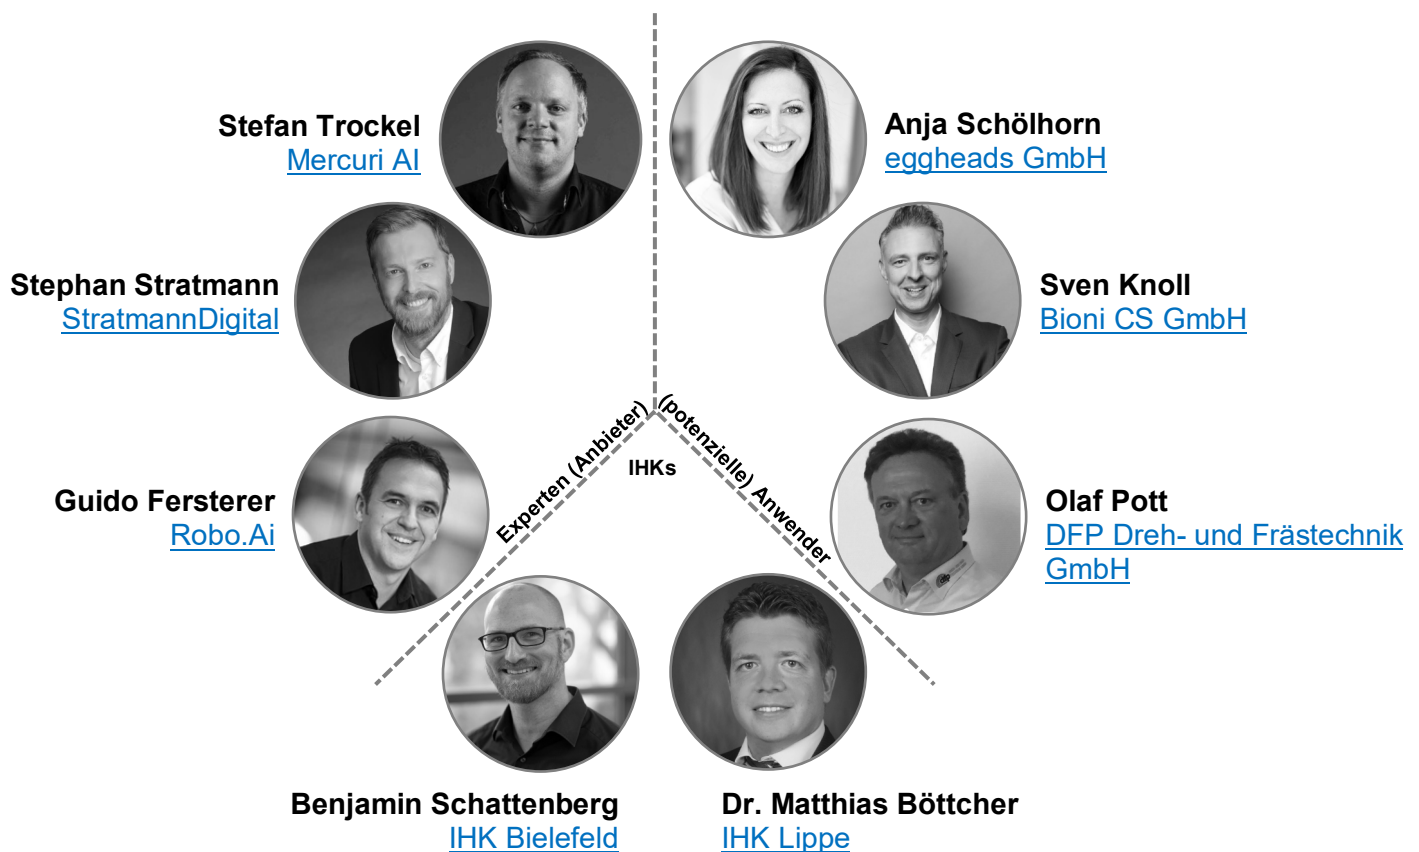 Stefan Trockel
Mercuri AI
Anja Schölhorn
eggheads GmbH
Stephan Stratmann
StratmannDigital
Sven Knoll
Bioni CS GmbH
Experten (Anbieter)
(potenzielle) Anwender
IHKs
Guido Fersterer
Robo.Ai
Olaf Pott
DFP Dreh- und Frästechnik
GmbH
Benjamin Schattenberg
IHK Bielefeld
Dr. Matthias Böttcher
IHK Lippe